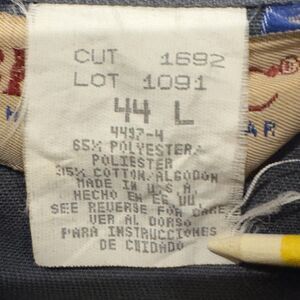 CUT 1692
LOT 1091
44 L
4497-4
65% POLYESTER
POLIESTER
35% COTTON/ALGODON
MADE IN U.S.A.
HECHO EN EE UU.
SEE REVERSE FOR CARE
VER AL DORSO
PARA INSTRUCCIONES
DE CUIDADO